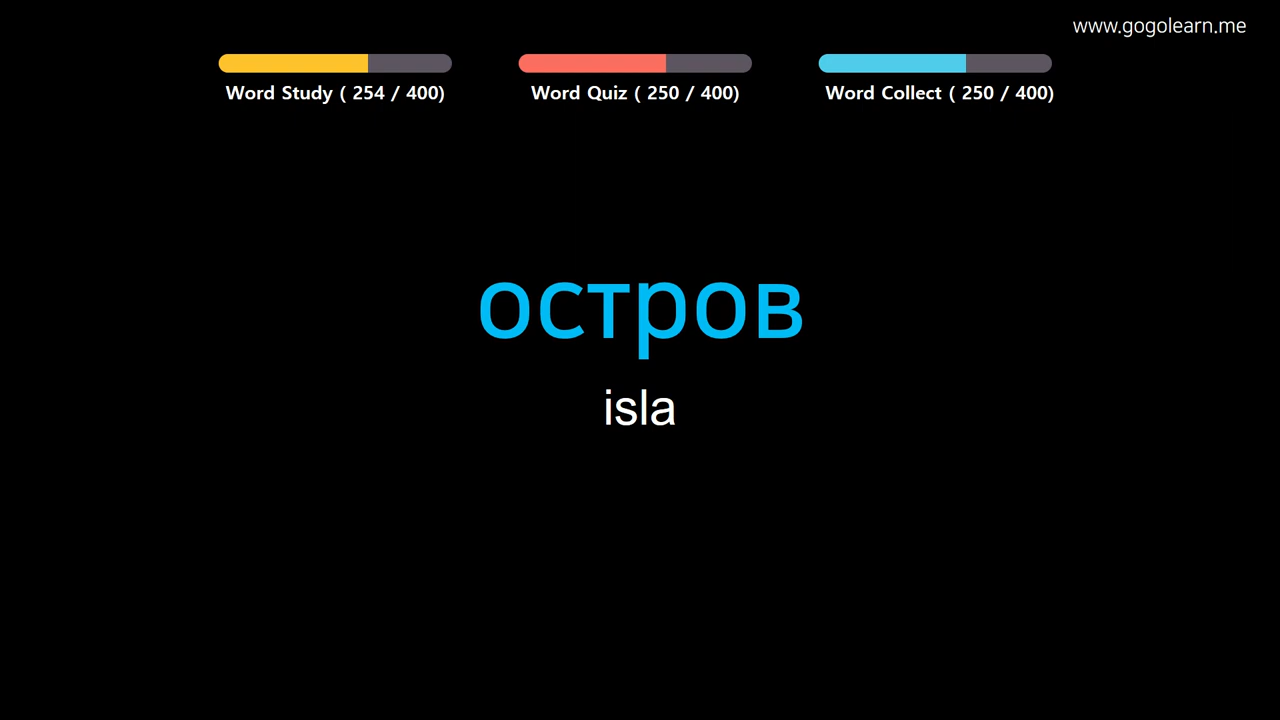 www.gogolearn.me
Word Study ( 254 / 400)
Word Quiz ( 250 / 400)
Word Collect ( 250 / 400)
остров
isla